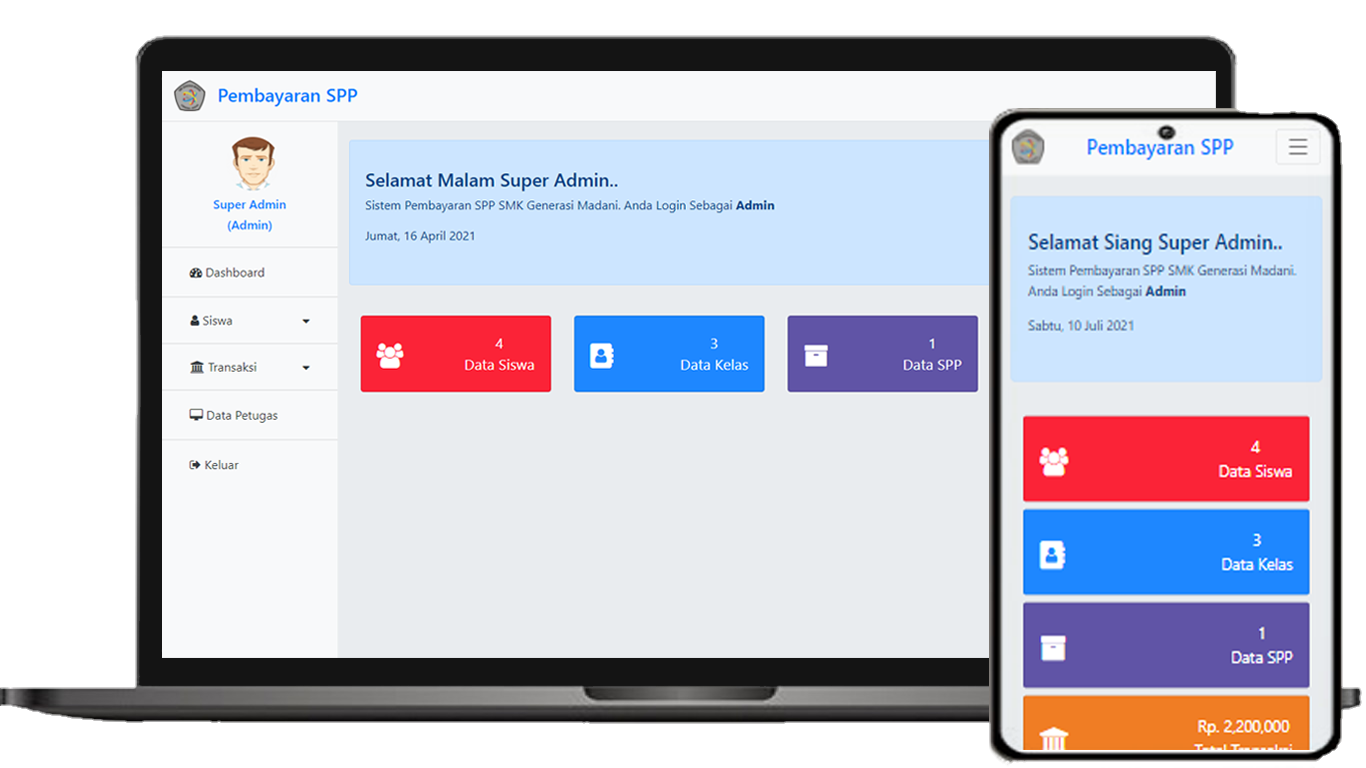 Pembayaran SPP
Super Admin
(Admin)
Dashboard
Siswa
Transaksi
Data Petugas
Keluar
Selamat Malam Super Admin..
Sistem Pembayaran SPP SMK Generasi Madani. Anda Login Sebagai Admin
Jumat, 16 April 2021
4
Data Siswa
3
Data Kelas
1
Data SPP
Pembayaran SPP
Selamat Siang Super Admin..
Sistem Pembayaran SPP SMK Generasi Madani.
Anda Login Sebagai Admin
Sabtu, 10 Juli 2021
4
Data Siswa
3
Data Kelas
1
Data SPP
Rp. 2,200,000
Total Transaksi